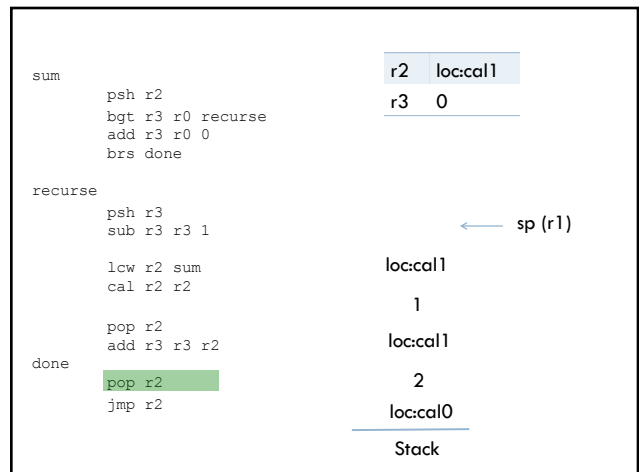 sum
psh r2
bgt r3 r0 recurse
add r3 r0 0
brs done
recurse
psh r3
sub r3 r3 1
lcw r2 sum
cal r2 r2
pop r2
add r3 r3 r2
done
pop r2
jmp r2
r2 loc:cal1
r3 0
sp (r1)
loc:cal1
1
loc:cal1
2
loc:cal0
Stack